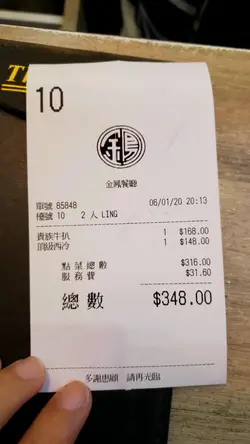 10
金鳳
金鳳餐廳
單號 85848 06/01/20 20:13
檯號 10 2 人 LING
貴族牛扒 1 $168.00
頂級西冷 1 $148.00
點菜總數 $316.00
服務費 $31.60
總數 $348.00
多謝惠顧 請再光臨